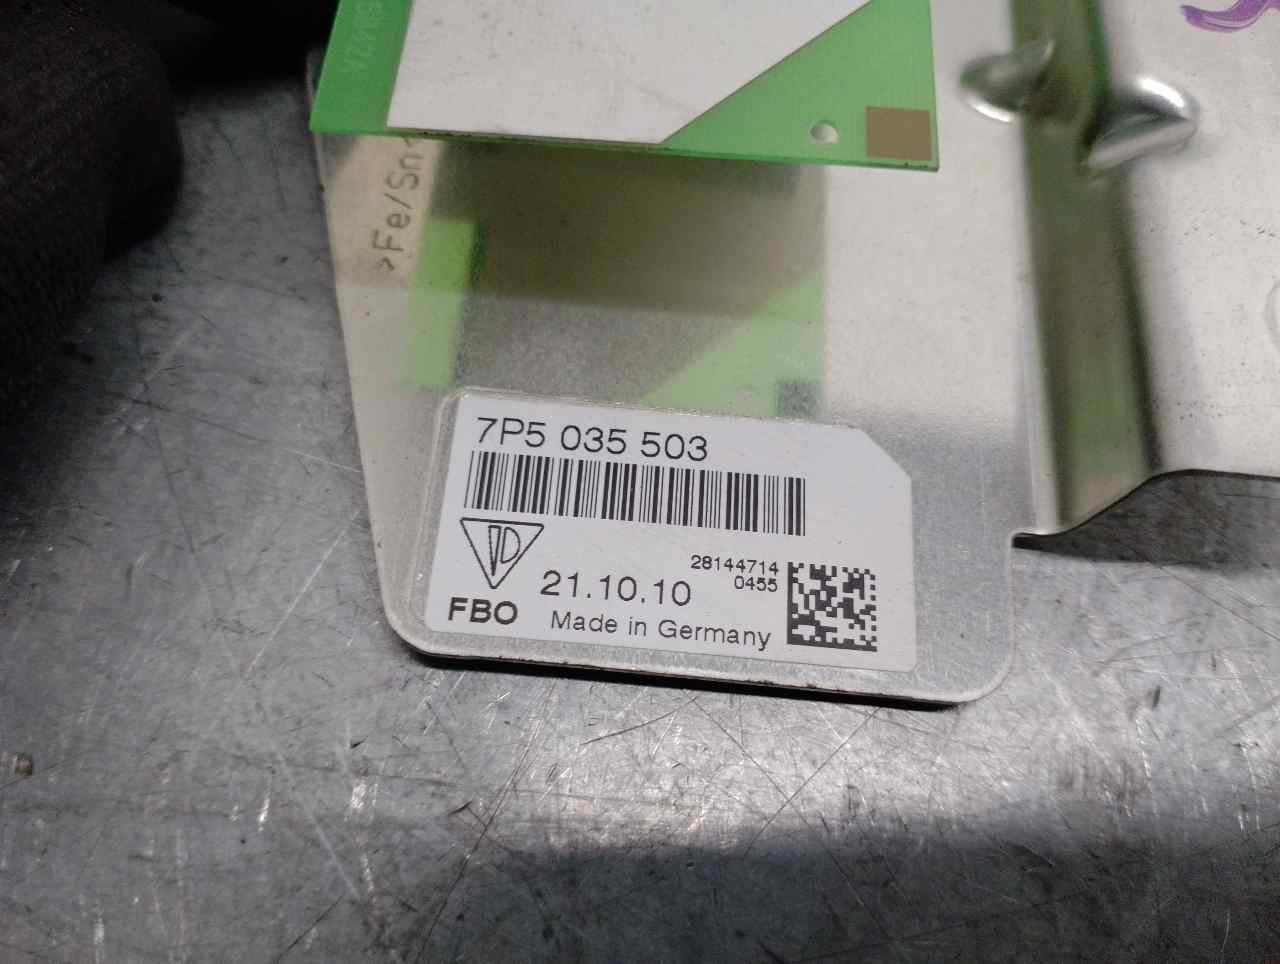 >Fe/Sn<
7P5 035 503
28144714
0455
21.10.10
FBO
Made in Germany